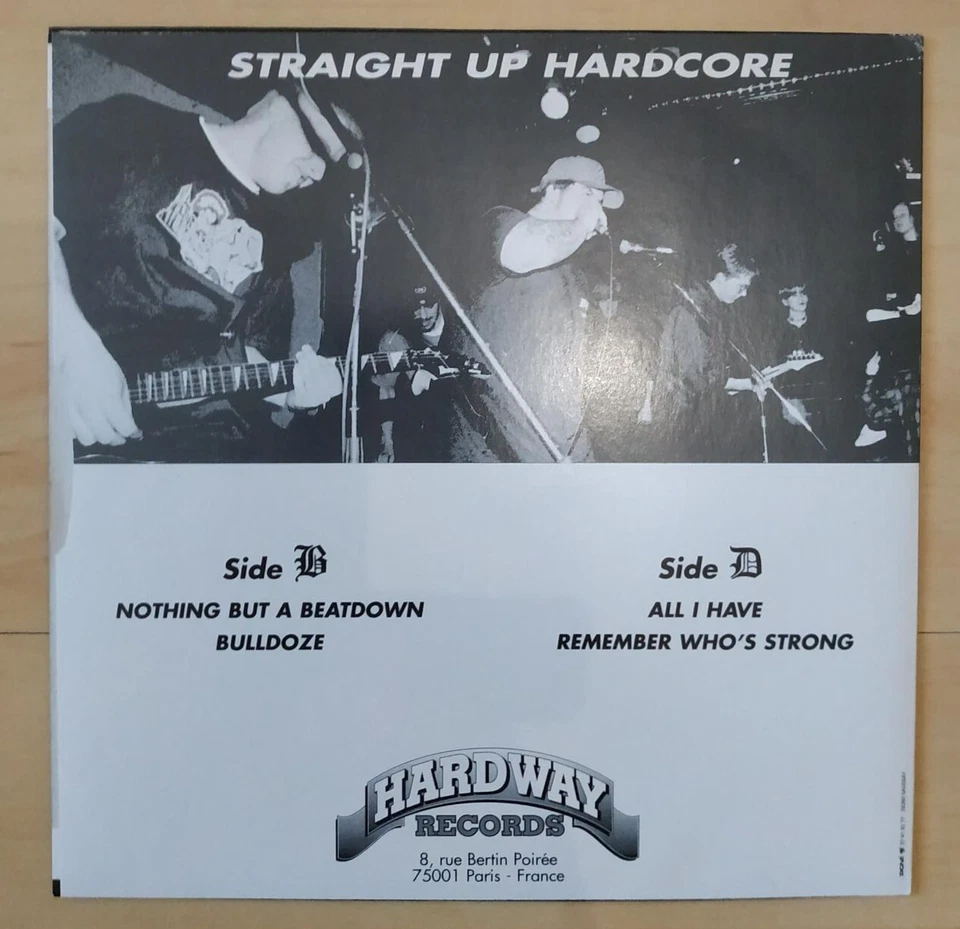 STRAIGHT UP HARDCORE
Side B
NOTHING BUT A BEATDOWN
BULLDOZE
Side D
ALL I HAVE
REMEMBER WHO'S STRONG
HARDWAY
RECORDS
8, rue Bertin Poirée
75001 Paris - France